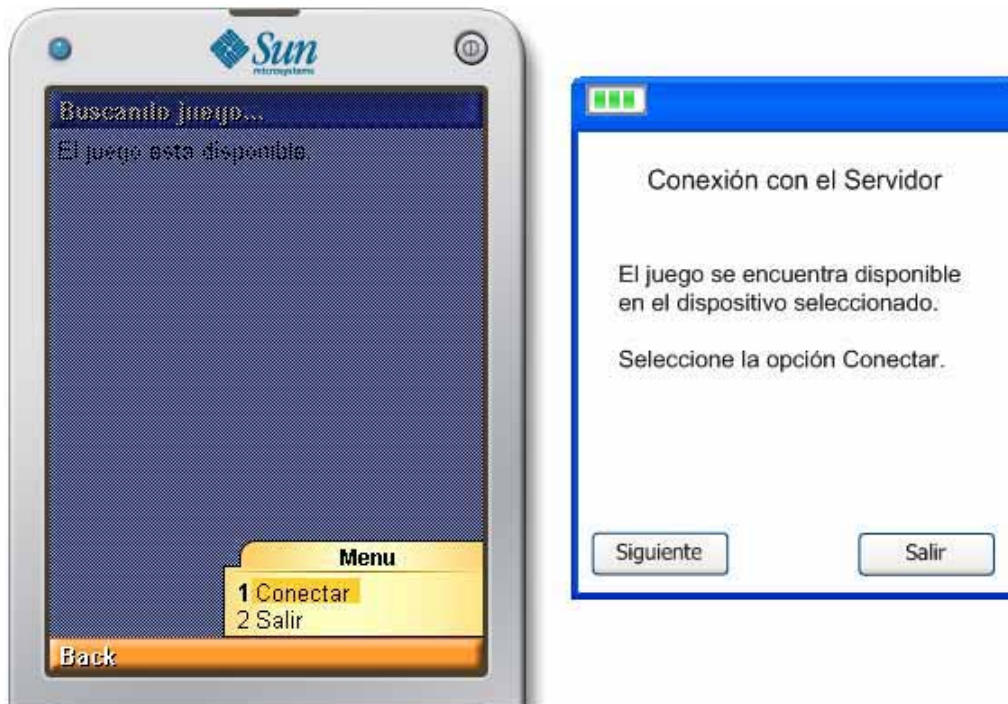 Sun
microsystems
Buscando juego...
El juego esta disponible.
Menu
1 Conectar
2 Salir
Back
Conexión con el Servidor
El juego se encuentra disponible
en el dispositivo seleccionado.
Seleccione la opción Conectar.
Siguiente
Salir